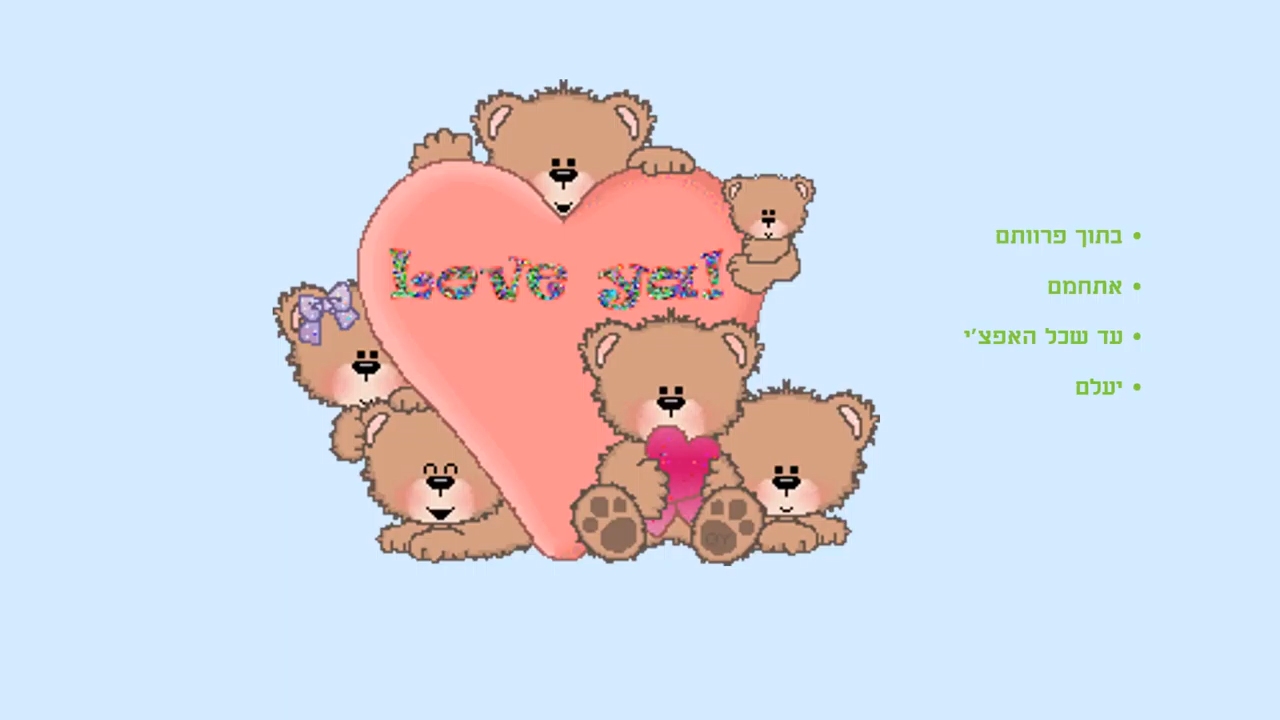 Love ya!
• בתוך פרוותם
• אתחמם
• עד שכל האפצ'י
• יעלם